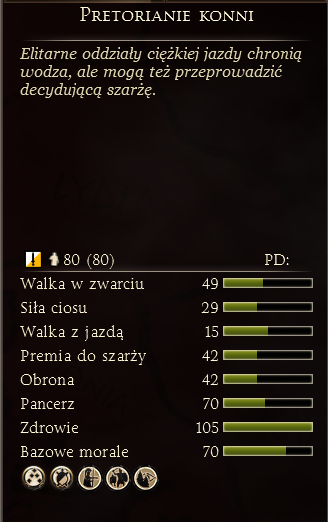 Pretorianie konni
Elitarne oddziały ciężkiej jazdy chronią
wodza, ale mogą też przeprowadzić
decydującą szarżę.
80 (80) PD:
Walka w zwarciu 49
Siła ciosu 29
Walka z jazdą 15
Premia do szarży 42
Obrona 42
Pancerz 70
Zdrowie 105
Bazowe morale 70